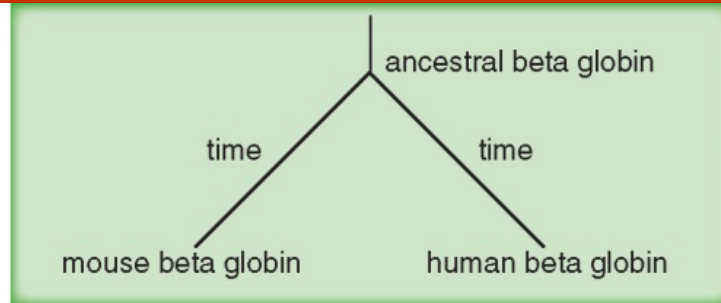 ancestral beta globin
time
time
mouse beta globin
human beta globin